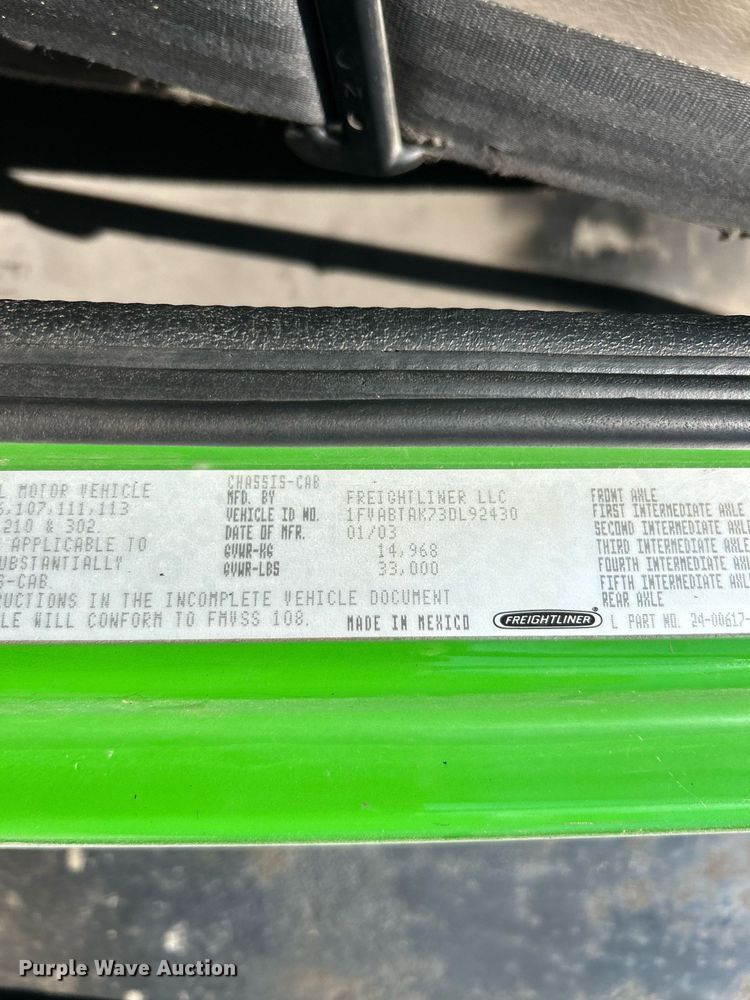 L MOTOR VEHICLE
,107,111,113
210 & 302.
APPLICABLE TO
UBSTANTIALLY
S-CAB.
UCTIONS IN THE INCOMPLETE VEHICLE DOCUMENT
LE WILL CONFORM TO FMVSS 108.
CHASSIS-CAB
MFD. BY FREIGHTLINER LLC
VEHICLE ID NO. 1FVABTAK73DL92430
DATE OF MFR. 01/03
GVWR-KG 14,968
GVWR-LBS 33,000
MADE IN MEXICO
FREIGHTLINER®
FRONT AXLE
FIRST INTERMEDIATE AXLE
SECOND INTERMEDIATE AXLE
THIRD INTERMEDIATE AXLE
FOURTH INTERMEDIATE AXLE
FIFTH INTERMEDIATE AXLE
REAR AXLE
L PART NO. 24-00617-
Purple Wave Auction